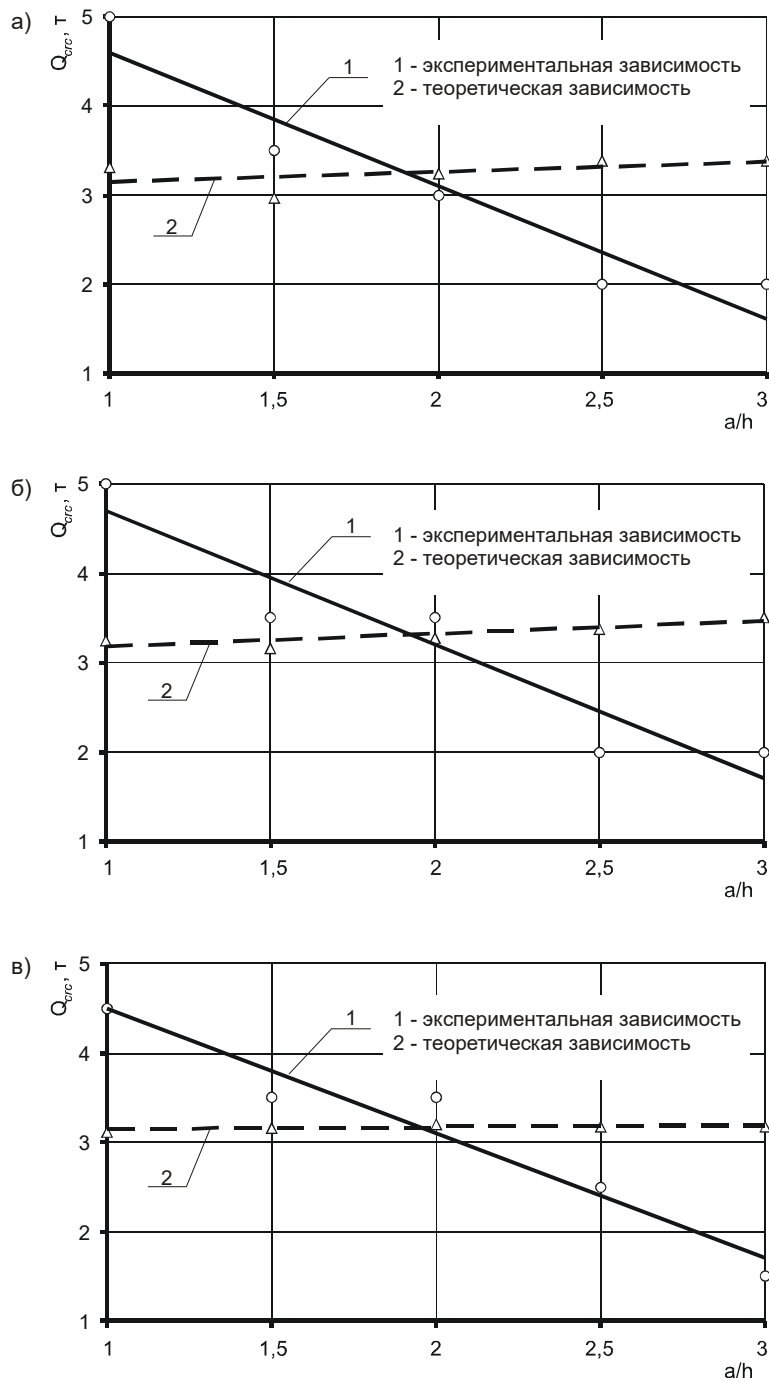 а)
Q_crc, т
5
4
3
2
1
1
2
1 - экспериментальная зависимость
2 - теоретическая зависимость
1 1,5 2 2,5 3
a/h
б)
Q_crc, т
5
4
3
2
1
1
2
1 - экспериментальная зависимость
2 - теоретическая зависимость
1 1,5 2 2,5 3
a/h
в)
Q_crc, т
5
4
3
2
1
1
2
1 - экспериментальная зависимость
2 - теоретическая зависимость
1 1,5 2 2,5 3
a/h